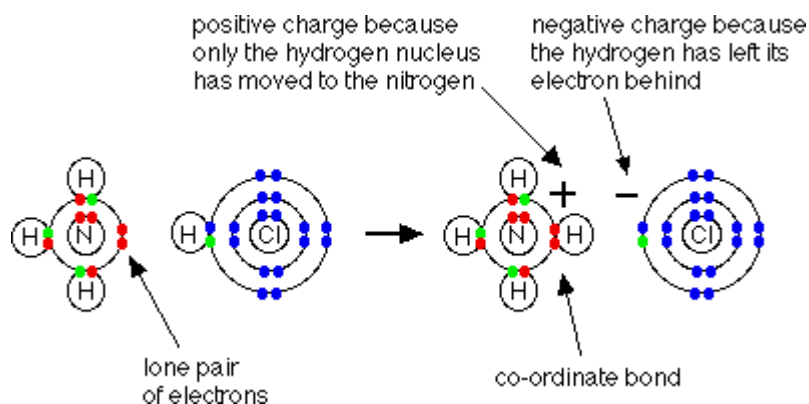 positive charge because
only the hydrogen nucleus
has moved to the nitrogen
negative charge because
the hydrogen has left its
electron behind
H
H
N
H
H
Cl
H
H
N
H
H
+
−
Cl
lone pair
of electrons
co-ordinate bond